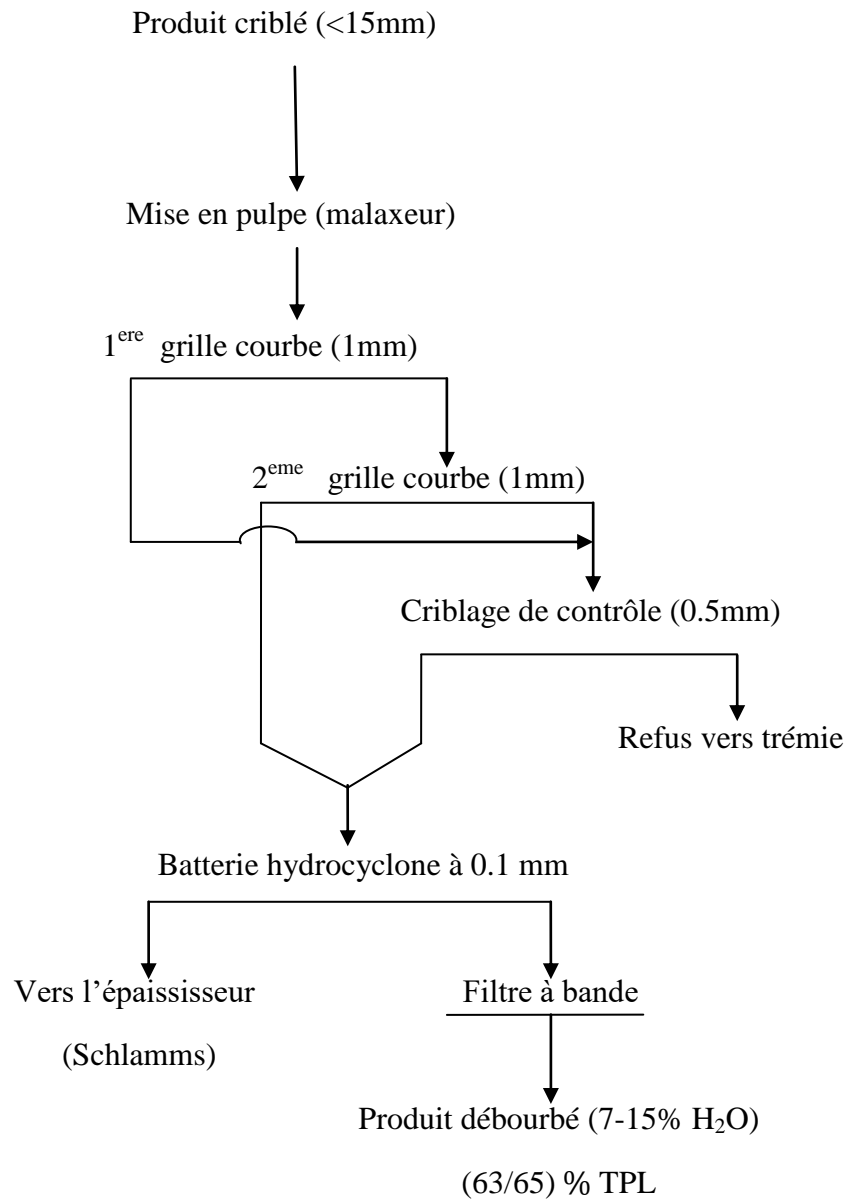 Produit criblé (<15mm)
Mise en pulpe (malaxeur)
1ere grille courbe (1mm)
2eme grille courbe (1mm)
Criblage de contrôle (0.5mm)
Refus vers trémie
Batterie hydrocyclone à 0.1 mm
Vers l’épaississeur
(Schlamms)
Filtre à bande
Produit débourbé (7-15% H₂O)
(63/65) % TPL